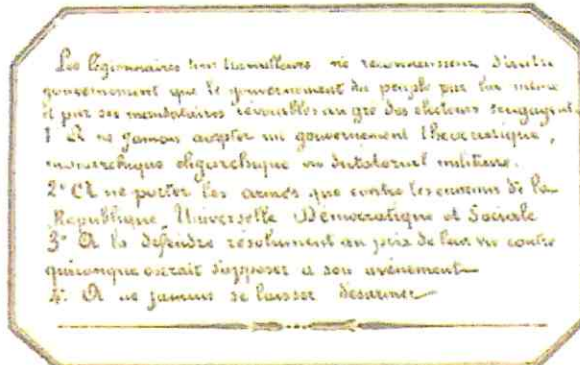 Les légionnaires tous travailleurs ne reconnaissent d'autre
gouvernement que le gouvernement du peuple par lui même
et par ses mandataires révocables au gré des électeurs s'engagent
1° A ne jamais accepter un gouvernement théocratique,
monarchique oligarchique ou dictatorial militaire.
2° A ne porter les armes que contre les ennemis de la
République Universelle Démocratique et Sociale
3° A la défendre résolument au prix de leur vie contre
quiconque oserait s'opposer a son avènement
4° A ne jamais se laisser désarmer